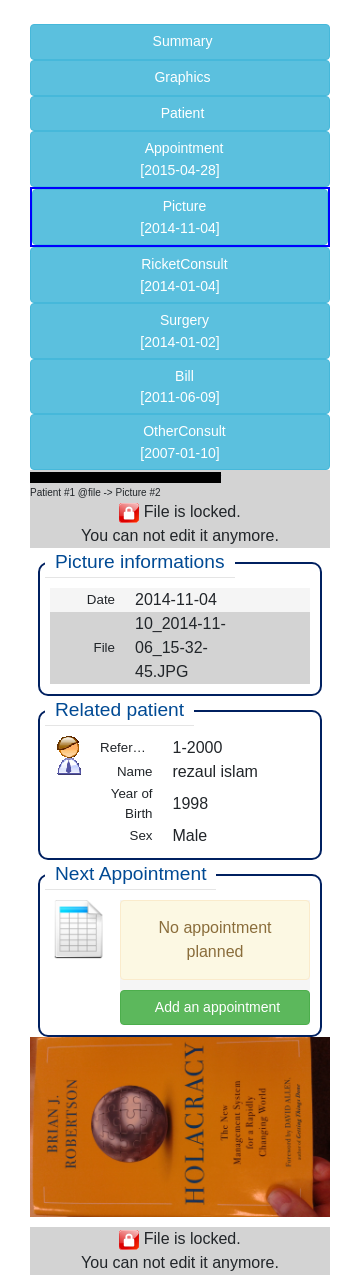 Summary
Graphics
Patient
Appointment
[2015-04-28]
Picture
[2014-11-04]
RicketConsult
[2014-01-04]
Surgery
[2014-01-02]
Bill
[2011-06-09]
OtherConsult
[2007-01-10]
Patient #1 @file -> Picture #2
File is locked.
You can not edit it anymore.
Picture informations
Date 2014-11-04
File 10_2014-11-
06_15-32-
45.JPG
Related patient
Refer… 1-2000
Name rezaul islam
Year of
Birth 1998
Sex Male
Next Appointment
No appointment
planned
Add an appointment
BRIAN J.
ROBERTSON
HOLACRACY
The New
Management System
for a Rapidly
Changing World
Foreword by DAVID ALLEN,
author of Getting Things Done
File is locked.
You can not edit it anymore.